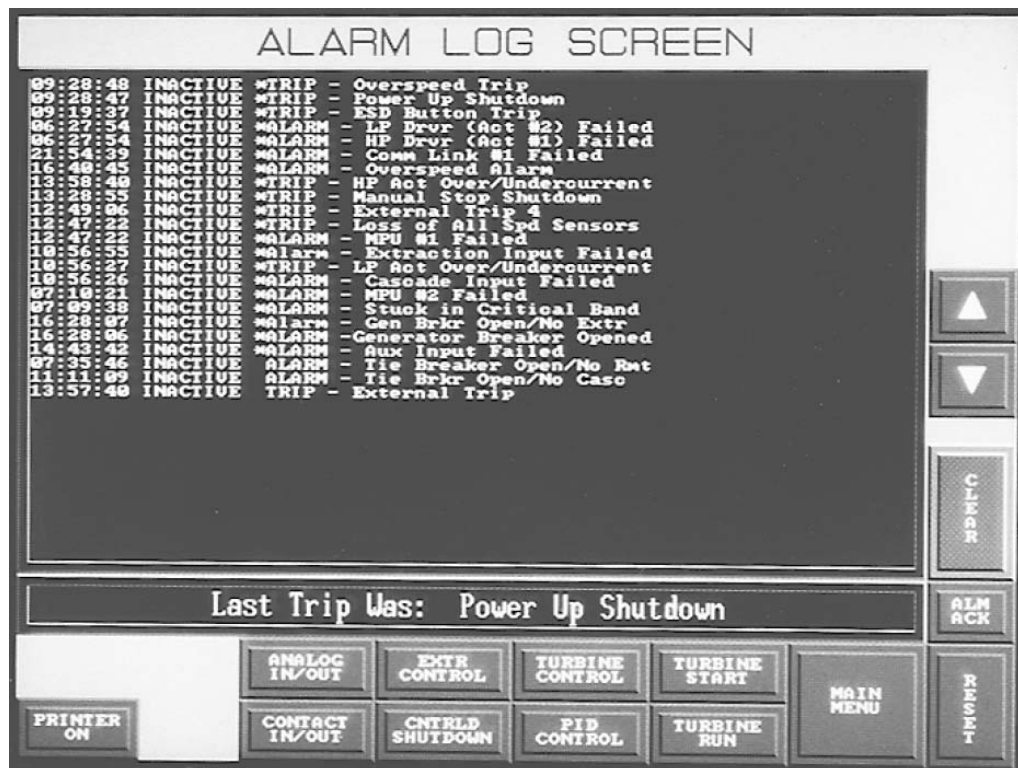 ALARM LOG SCREEN
09:28:48 INACTIVE *TRIP - Overspeed Trip
09:28:47 INACTIVE *TRIP - Power Up Shutdown
09:19:37 INACTIVE *TRIP - ESD Button Trip
06:27:54 INACTIVE *ALARM - LP Drvr (Act #2) Failed
06:27:54 INACTIVE *ALARM - HP Drvr (Act #1) Failed
21:54:39 INACTIVE *ALARM - Comm Link #1 Failed
16:40:45 INACTIVE *ALARM - Overspeed Alarm
13:58:40 INACTIVE *TRIP - HP Act Over/Undercurrent
13:28:55 INACTIVE *TRIP - Manual Stop Shutdown
12:49:06 INACTIVE *TRIP - External Trip 4
12:47:22 INACTIVE *TRIP - Loss of All Spd Sensors
12:47:22 INACTIVE *ALARM - MPU #1 Failed
10:56:55 INACTIVE *Alarm - Extraction Input Failed
10:56:27 INACTIVE *TRIP - LP Act Over/Undercurrent
10:56:26 INACTIVE *ALARM - Cascade Input Failed
07:10:21 INACTIVE *ALARM - MPU #2 Failed
07:09:38 INACTIVE *ALARM - Stuck in Critical Band
16:28:07 INACTIVE *Alarm - Gen Brkr Open/No Extr
16:28:06 INACTIVE *ALARM -Generator Breaker Opened
14:43:42 INACTIVE *ALARM - Aux Input Failed
07:35:46 INACTIVE ALARM - Tie Breaker Open/No Rmt
11:11:09 INACTIVE ALARM - Tie Brkr Open/No Casc
13:57:40 INACTIVE TRIP - External Trip
CLEAR
Last Trip Was: Power Up Shutdown
ALM
ACK
ANALOG
IN/OUT
EXTR
CONTROL
TURBINE
CONTROL
TURBINE
START
MAIN
MENU
RESET
PRINTER
ON
CONTACT
IN/OUT
CNTRLD
SHUTDOWN
PID
CONTROL
TURBINE
RUN